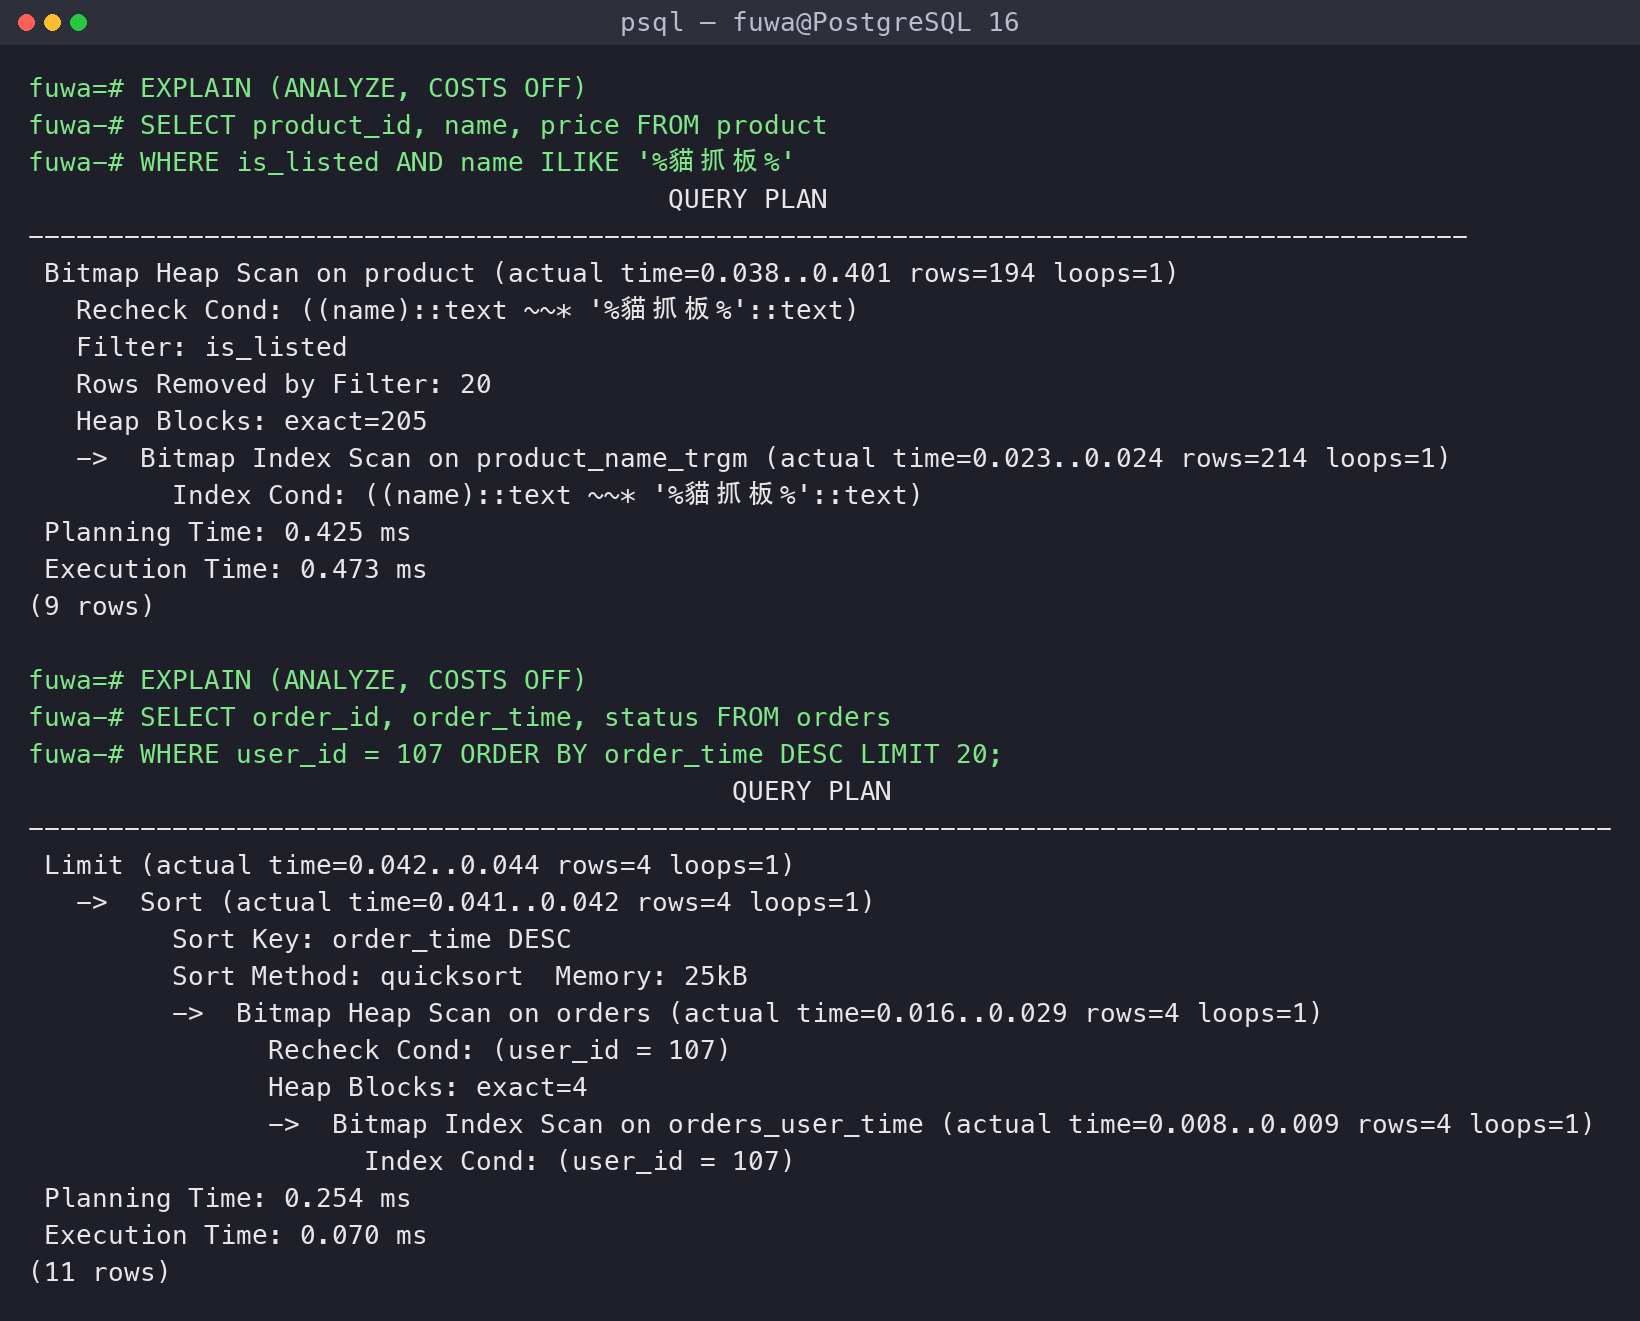 psql — fuwa@PostgreSQL 16
fuwa=# EXPLAIN (ANALYZE, COSTS OFF)
fuwa-# SELECT product_id, name, price FROM product
fuwa-# WHERE is_listed AND name ILIKE '%貓抓板%'
QUERY PLAN
------------------------------------------------------------------------------------------
Bitmap Heap Scan on product (actual time=0.038..0.401 rows=194 loops=1)
Recheck Cond: ((name)::text ~~* '%貓抓板%'::text)
Filter: is_listed
Rows Removed by Filter: 20
Heap Blocks: exact=205
->  Bitmap Index Scan on product_name_trgm (actual time=0.023..0.024 rows=214 loops=1)
Index Cond: ((name)::text ~~* '%貓抓板%'::text)
Planning Time: 0.425 ms
Execution Time: 0.473 ms
(9 rows)
fuwa=# EXPLAIN (ANALYZE, COSTS OFF)
fuwa-# SELECT order_id, order_time, status FROM orders
fuwa-# WHERE user_id = 107 ORDER BY order_time DESC LIMIT 20;
QUERY PLAN
---------------------------------------------------------------------------------------------------
Limit (actual time=0.042..0.044 rows=4 loops=1)
->  Sort (actual time=0.041..0.042 rows=4 loops=1)
Sort Key: order_time DESC
Sort Method: quicksort  Memory: 25kB
->  Bitmap Heap Scan on orders (actual time=0.016..0.029 rows=4 loops=1)
Recheck Cond: (user_id = 107)
Heap Blocks: exact=4
->  Bitmap Index Scan on orders_user_time (actual time=0.008..0.009 rows=4 loops=1)
Index Cond: (user_id = 107)
Planning Time: 0.254 ms
Execution Time: 0.070 ms
(11 rows)